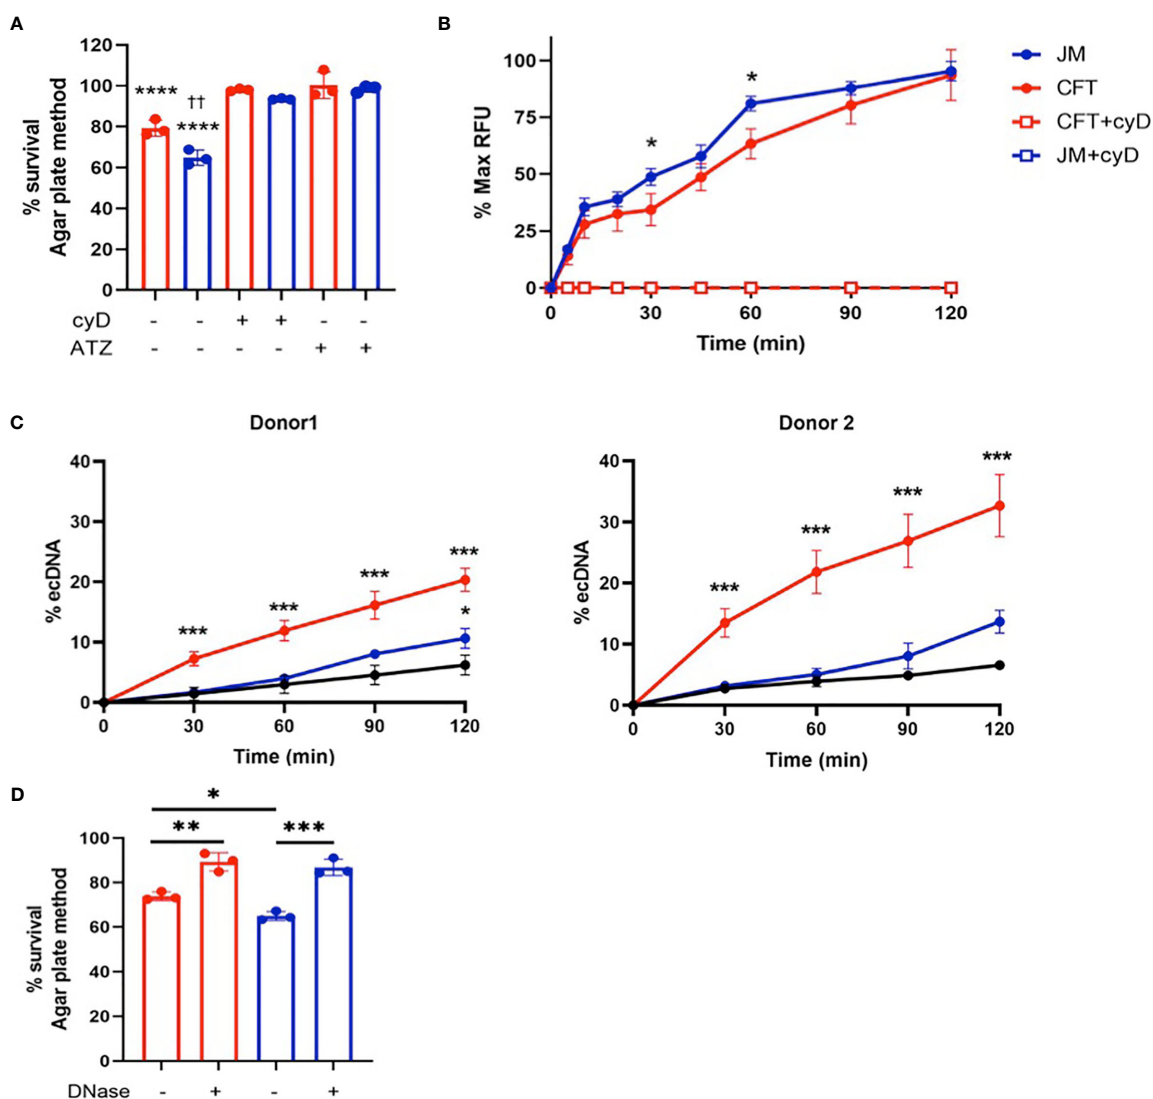 A
% survival
Agar plate method
120
100
80
60
40
20
0
****
††
****
cyD - - + + - -
ATZ - - - - + +
B
% Max RFU
100
75
50
25
0
*
*
0 30 60 90 120
Time (min)
JM
CFT
CFT+cyD
JM+cyD
C
Donor1
% ecDNA
40
30
20
10
0
***
***
***
***
*
0 30 60 90 120
Time (min)
Donor 2
% ecDNA
40
30
20
10
0
***
***
***
***
0 30 60 90 120
Time (min)
D
% survival
Agar plate method
100
80
60
40
20
0
*
** ***
DNase - + - +